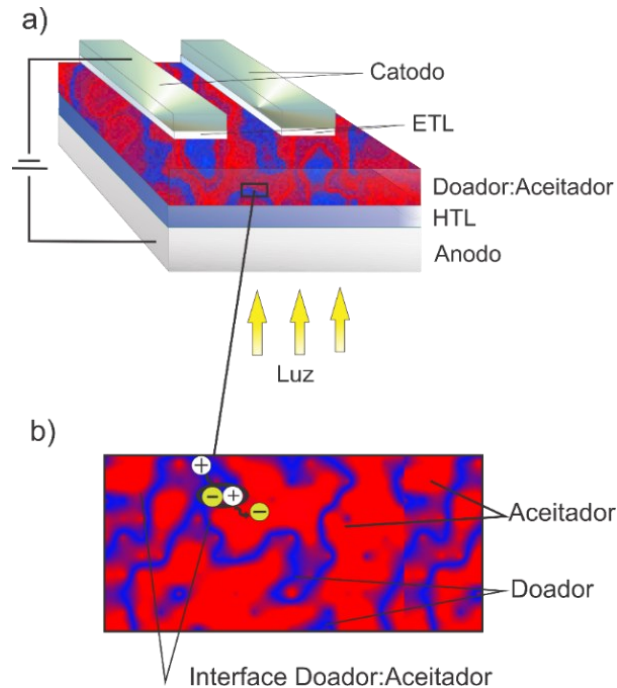 a)
Catodo
ETL
Doador:Aceitador
HTL
Anodo
Luz
b)
+
− +
−
Aceitador
Doador
Interface Doador:Aceitador